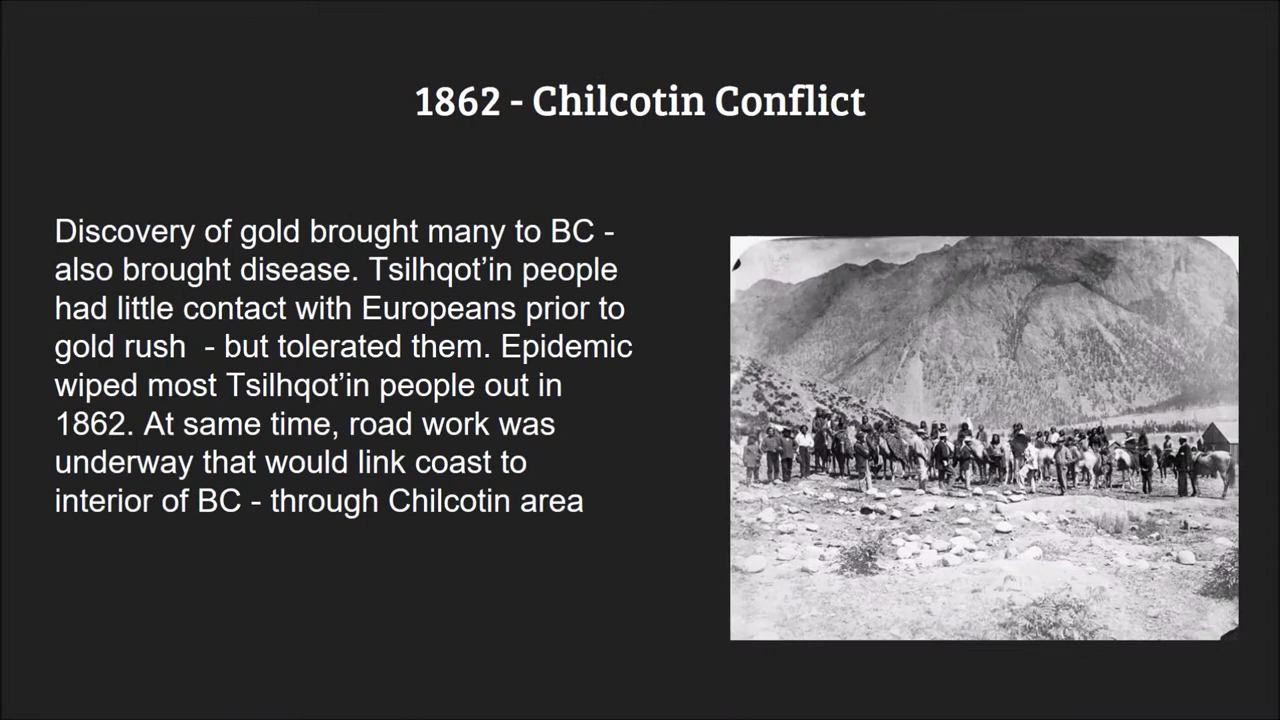 1862 - Chilcotin Conflict
Discovery of gold brought many to BC -
also brought disease. Tsilhqot’in people
had little contact with Europeans prior to
gold rush  - but tolerated them. Epidemic
wiped most Tsilhqot’in people out in
1862. At same time, road work was
underway that would link coast to
interior of BC - through Chilcotin area